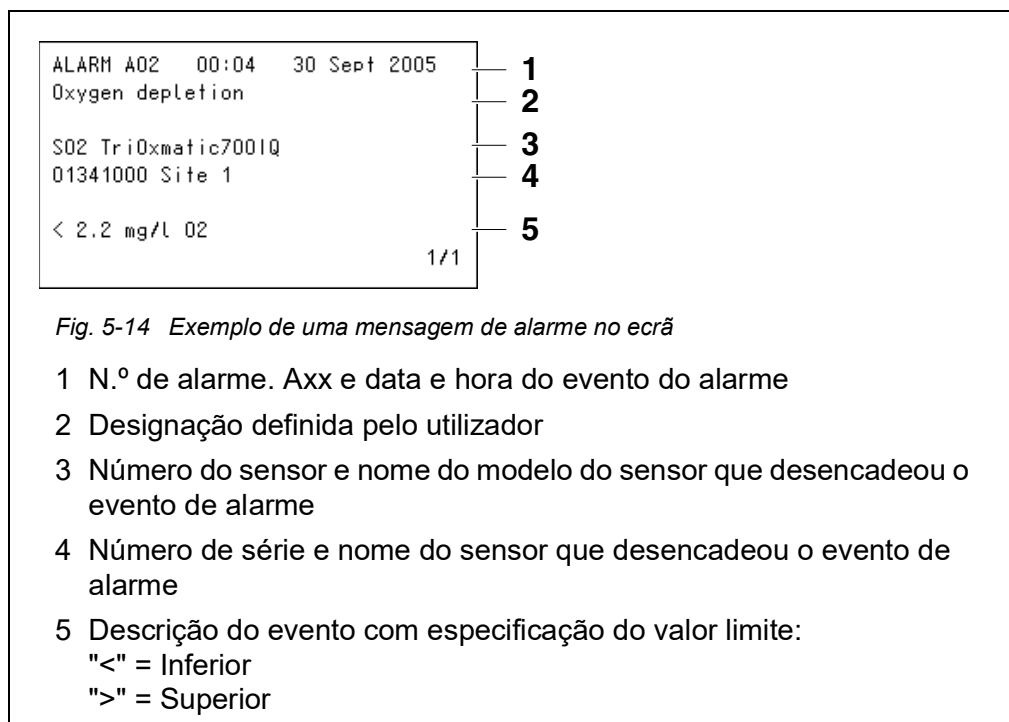 ALARM A02 00:04 30 Sept 2005 1
Oxygen depletion 2
S02 TriOxmatic700IQ 3
01341000 Site 1 4
< 2.2 mg/l O2 5
1/1
Fig. 5-14 Exemplo de uma mensagem de alarme no ecrã
1 N.º de alarme. Axx e data e hora do evento do alarme
2 Designação definida pelo utilizador
3 Número do sensor e nome do modelo do sensor que desencadeou o
evento de alarme
4 Número de série e nome do sensor que desencadeou o evento de
alarme
5 Descrição do evento com especificação do valor limite:
"<" = Inferior
">" = Superior